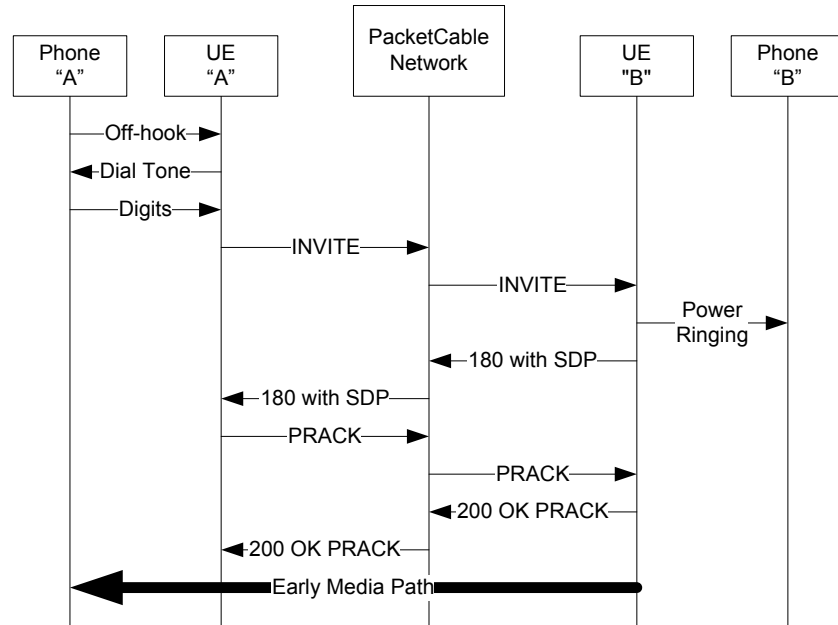 Phone
“A”
UE
“A”
PacketCable
Network
UE
"B"
Phone
“B”
Off-hook
Dial Tone
Digits
INVITE
INVITE
Power
Ringing
180 with SDP
180 with SDP
PRACK
PRACK
200 OK PRACK
200 OK PRACK
Early Media Path